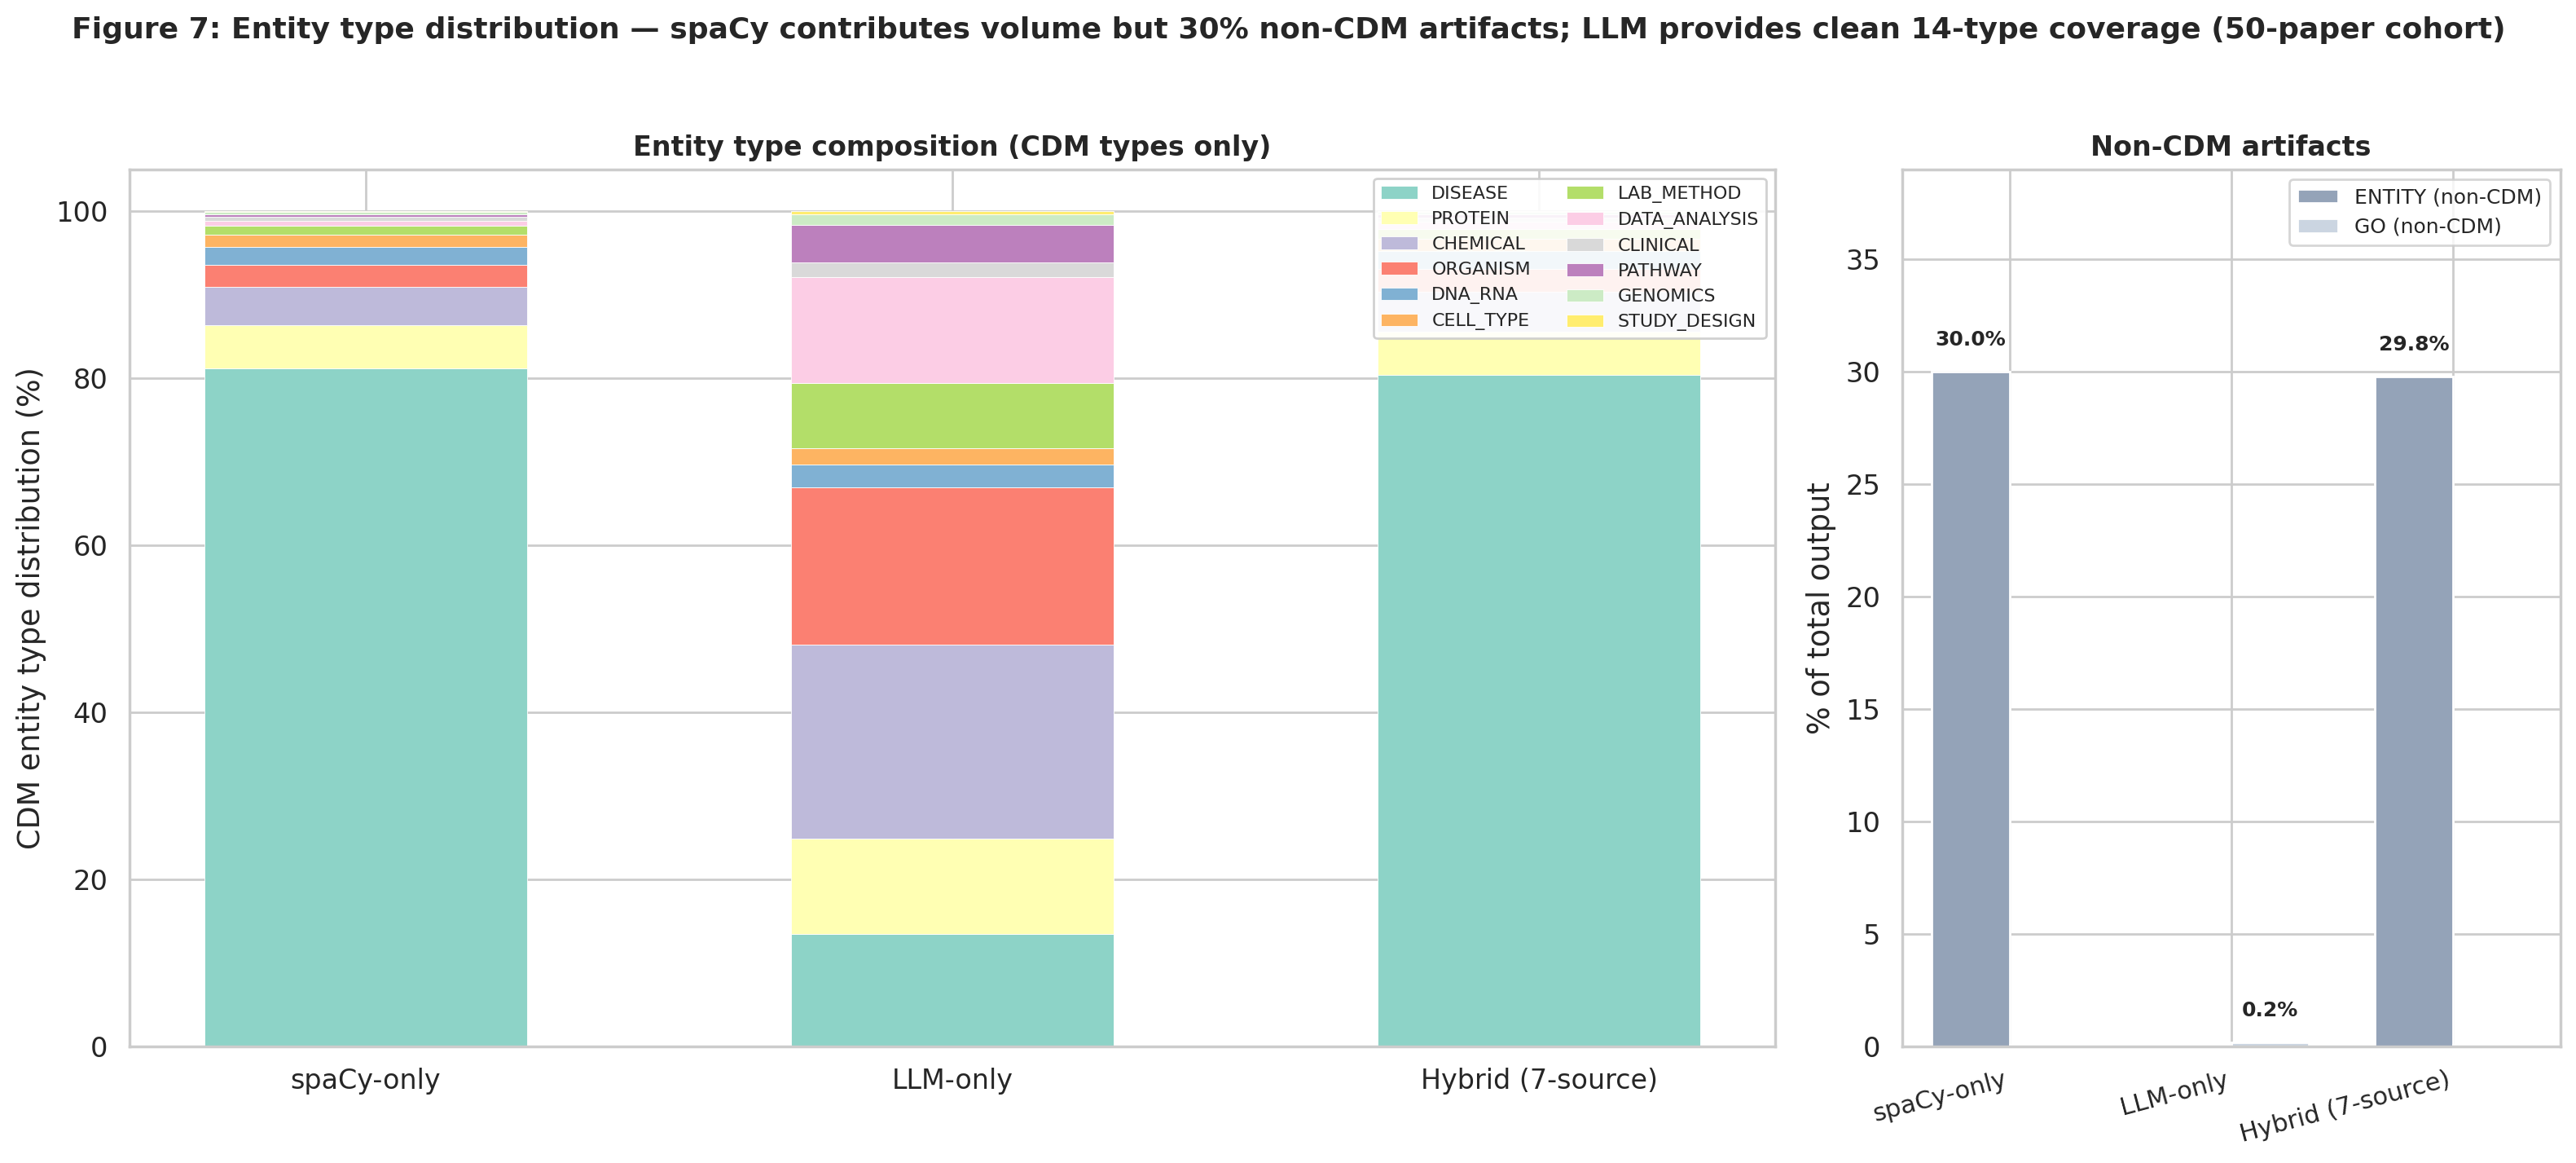 Figure 7: Entity type distribution — spaCy contributes volume but 30% non-CDM artifacts; LLM provides clean 14-type coverage (50-paper cohort)
Entity type composition (CDM types only)
CDM entity type distribution (%)
100
80
60
40
20
0
DISEASE
PROTEIN
CHEMICAL
ORGANISM
DNA_RNA
CELL_TYPE
LAB_METHOD
DATA_ANALYSIS
CLINICAL
PATHWAY
GENOMICS
STUDY_DESIGN
spaCy-only
LLM-only
Hybrid (7-source)
Non-CDM artifacts
% of total output
35
30
25
20
15
10
5
0
ENTITY (non-CDM)
GO (non-CDM)
30.0%
0.2%
29.8%
spaCy-only
LLM-only
Hybrid (7-source)